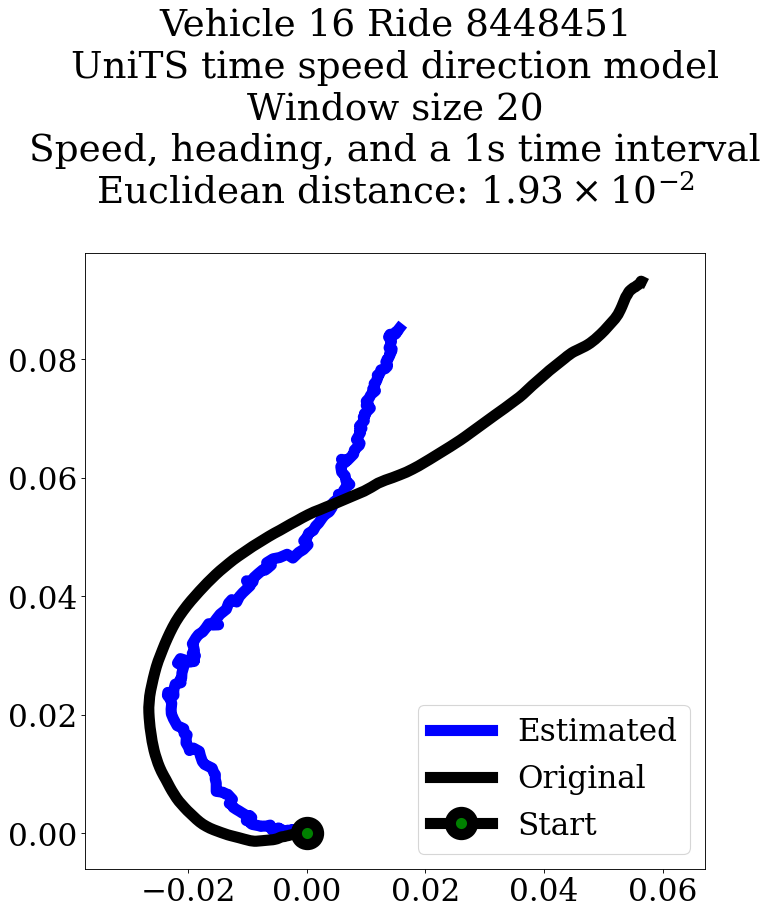 Vehicle 16 Ride 8448451
UniTS time speed direction model
Window size 20
Speed, heading, and a 1s time interval
Euclidean distance: 1.93 × 10⁻²
0.08
0.06
0.04
0.02
0.00
Estimated
Original
Start
−0.02 0.00 0.02 0.04 0.06